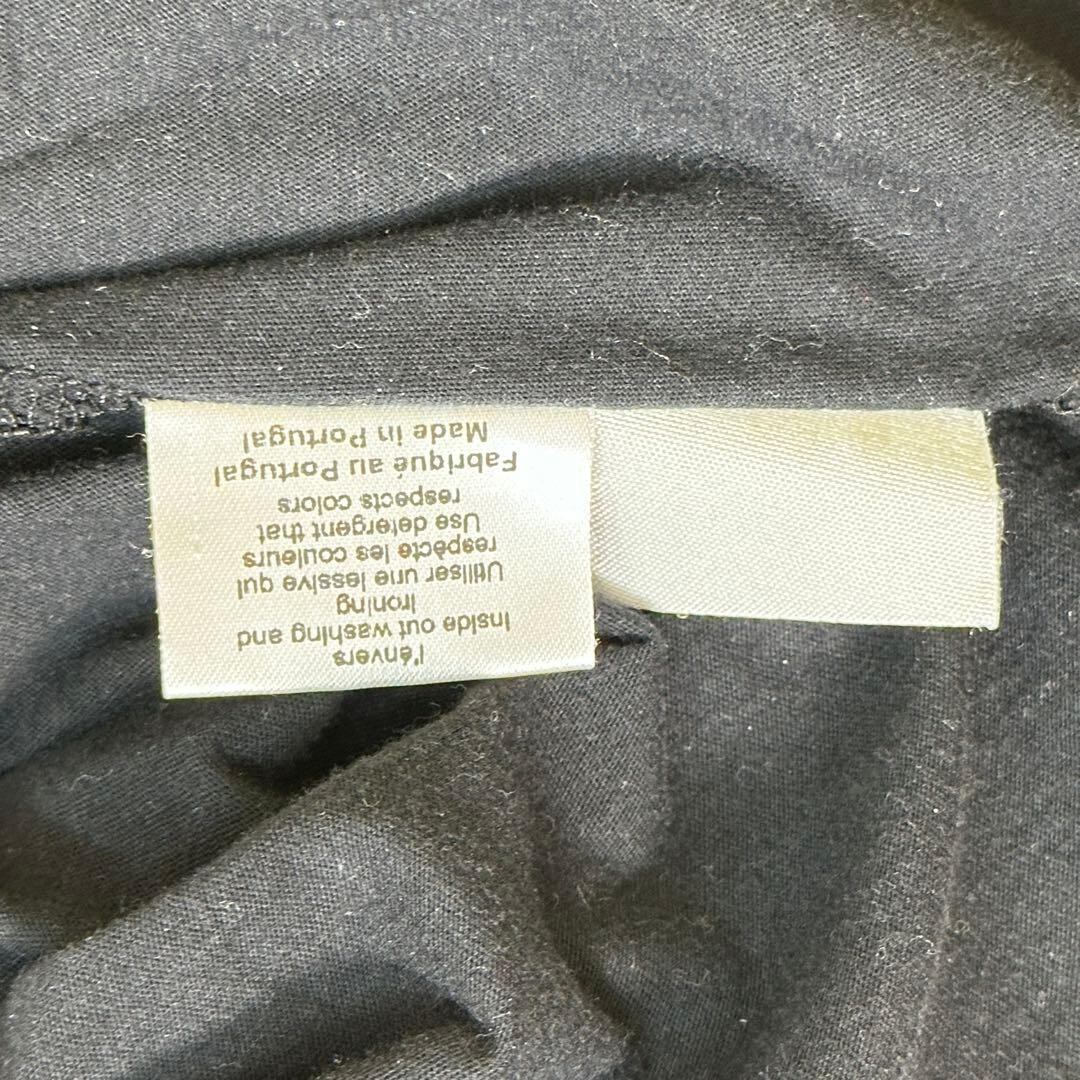 l'envers
Inside out washing and
ironing
Utiliser une lessive qui
respècte les couleurs
Use detergent that
respects colors
Fabriqué au Portugal
Made in Portugal